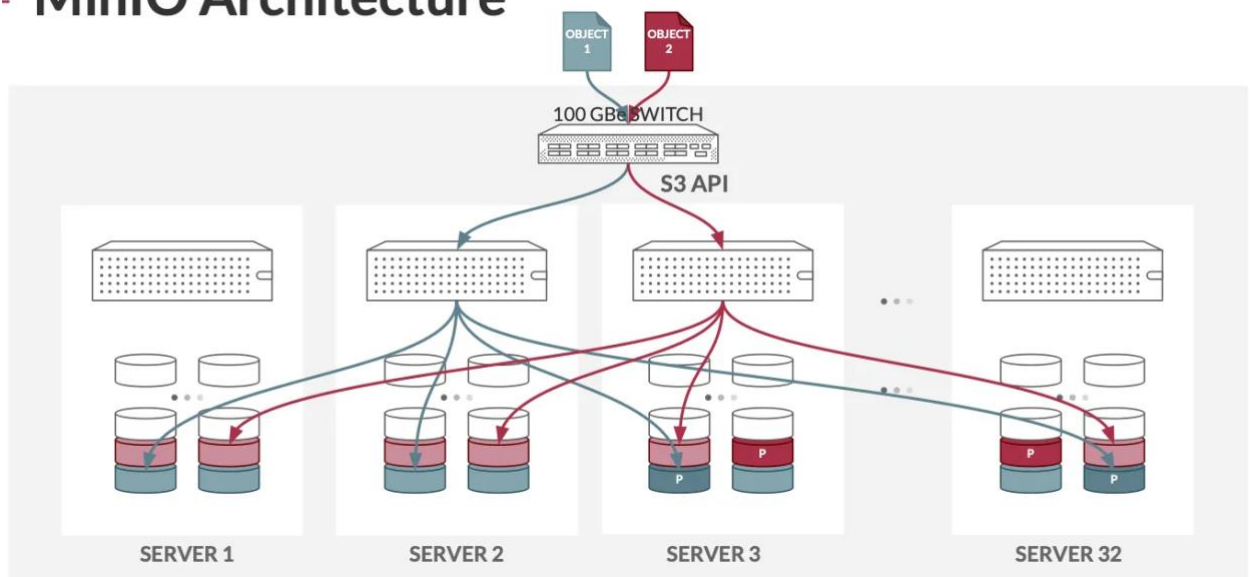 MinIO Architecture
OBJECT
1
OBJECT
2
100 GBe SWITCH
S3 API
P
P
P
P
SERVER 1
SERVER 2
SERVER 3
SERVER 32